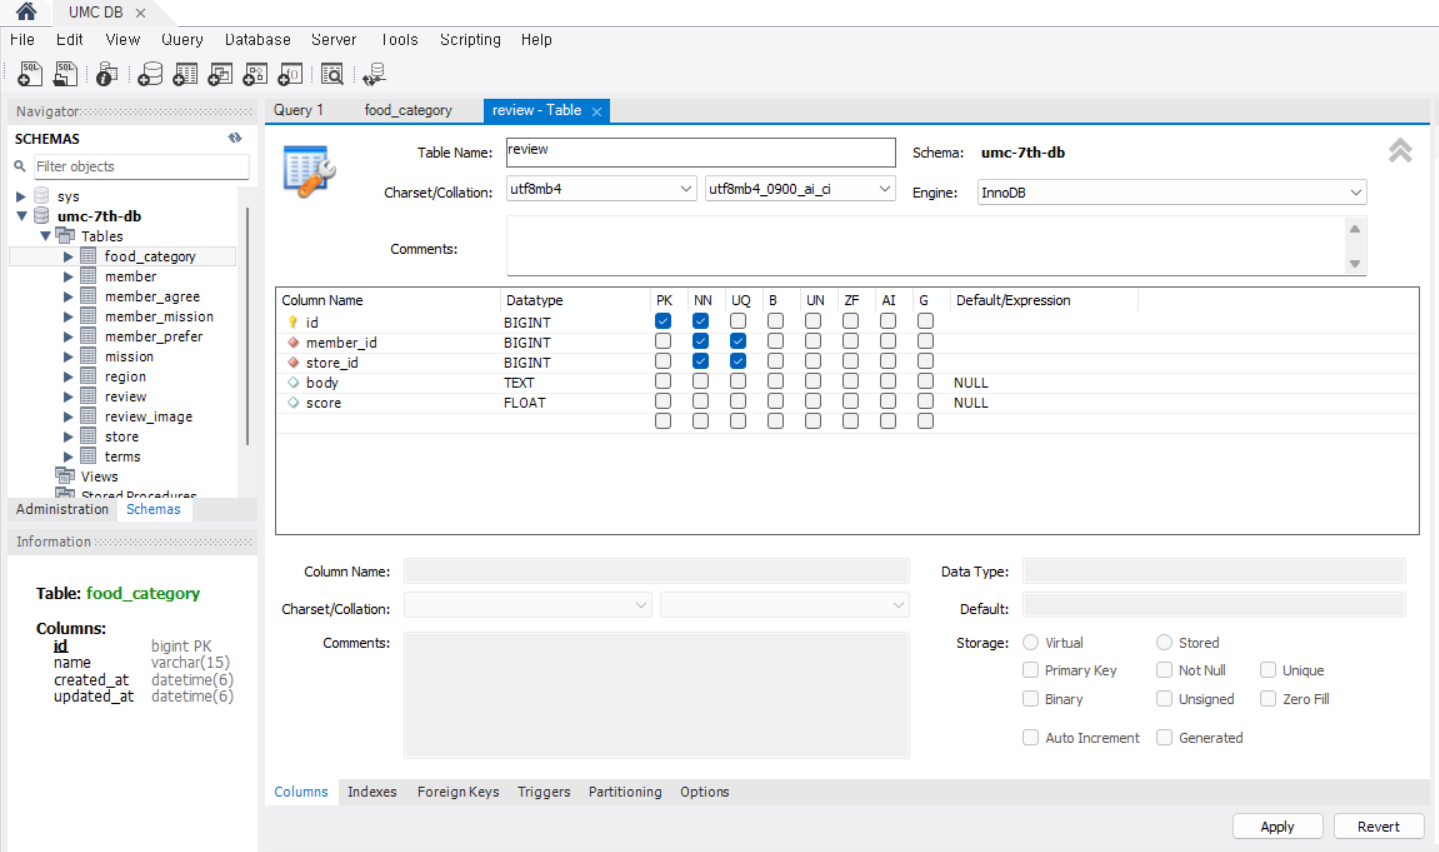 UMC DB
File Edit View Query Database Server Tools Scripting Help
SQL SQL
Navigator
SCHEMAS
Filter objects
sys
umc-7th-db
Tables
food_category
member
member_agree
member_mission
member_prefer
mission
region
review
review_image
store
terms
Views
Stored Procedures
Administration Schemas
Information
Table: food_category
Columns:
id bigint PK
name varchar(15)
created_at datetime(6)
updated_at datetime(6)
Query 1 food_category review - Table
Table Name: review Schema: umc-7th-db
Charset/Collation: utf8mb4 utf8mb4_0900_ai_ci Engine: InnoDB
Comments:
Column Name Datatype PK NN UQ B UN ZF AI G Default/Expression
id BIGINT
member_id BIGINT
store_id BIGINT
body TEXT NULL
score FLOAT NULL
Column Name: Data Type:
Charset/Collation: Default:
Comments: Storage: Virtual Stored
Primary Key Not Null Unique
Binary Unsigned Zero Fill
Auto Increment Generated
Columns Indexes Foreign Keys Triggers Partitioning Options
Apply Revert